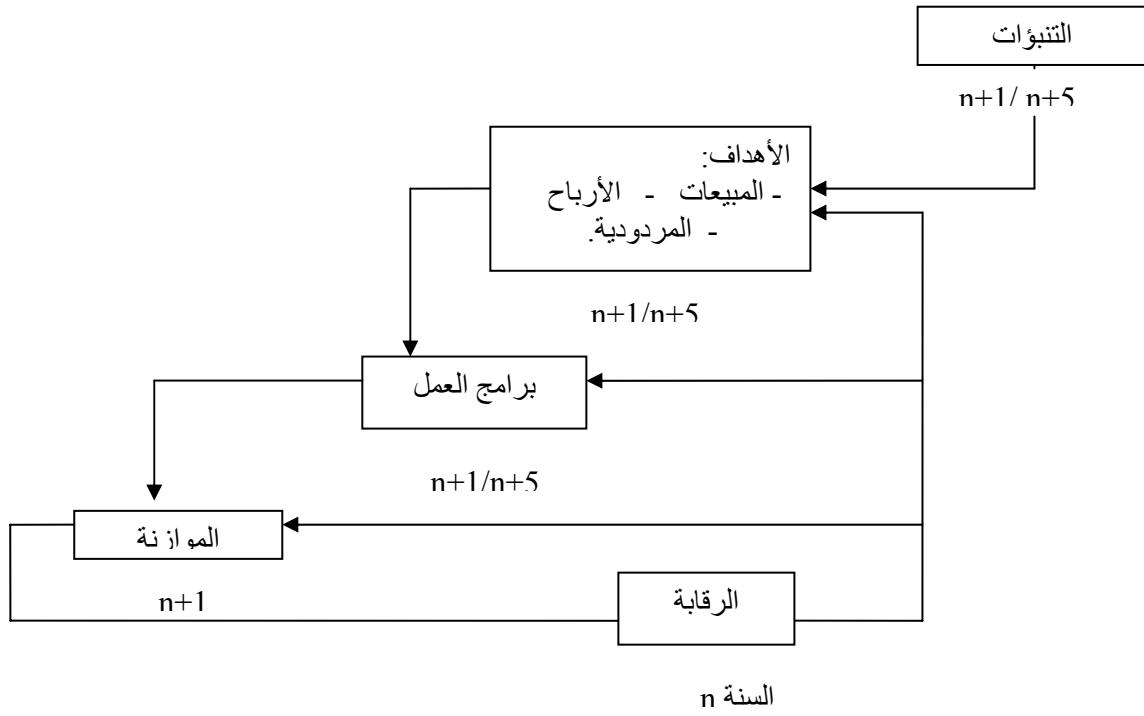 التنبؤات
n+1/ n+5
الأهداف:
- المبيعات - الأرباح
- المردودية.
n+1/n+5
برامج العمل
n+1/n+5
الموازنة
n+1
الرقابة
السنة n